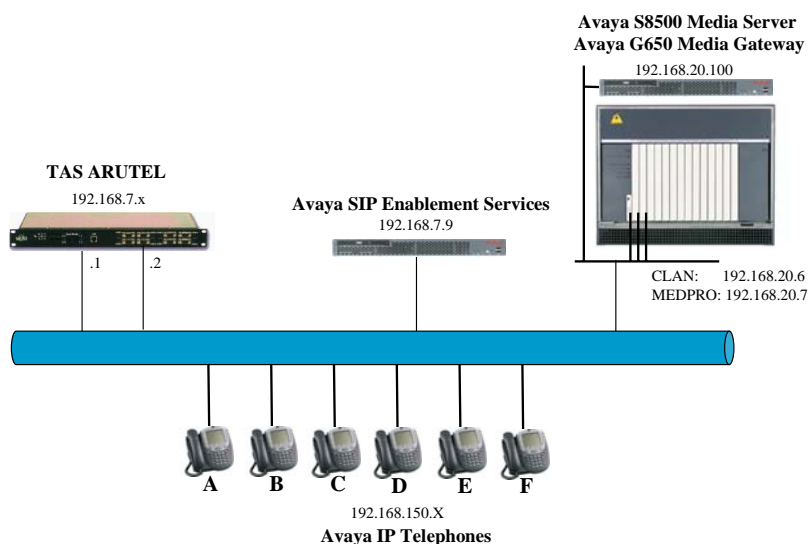 Avaya S8500 Media Server
Avaya G650 Media Gateway
192.168.20.100
TAS ARUTEL
192.168.7.x
Avaya SIP Enablement Services
192.168.7.9
.1
.2
CLAN: 192.168.20.6
MEDPRO: 192.168.20.7
A
B
C
D
E
F
192.168.150.X
Avaya IP Telephones